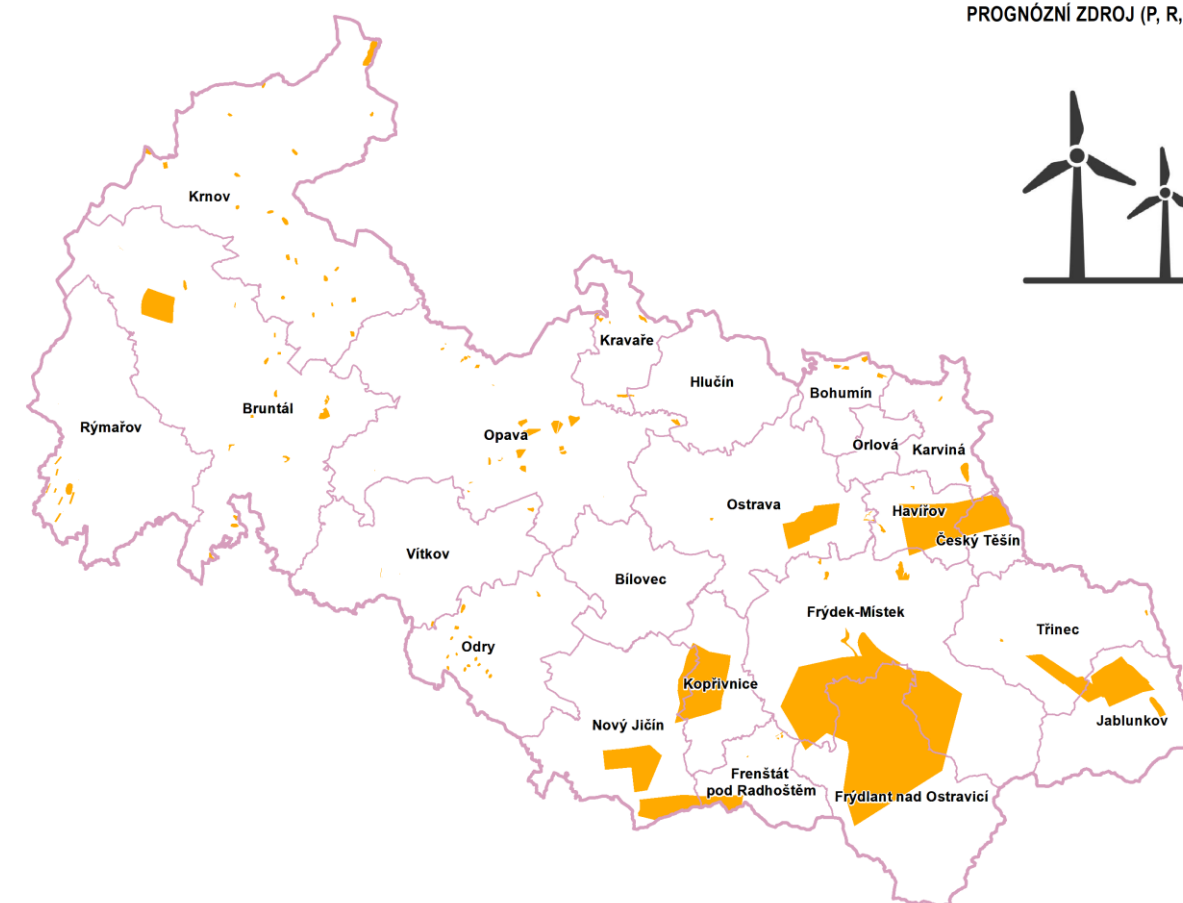 PROGNÓZNÍ ZDROJ (P, R,
Krnov
Kravaře
Hlučín
Bohumín
Rýmařov
Bruntál
Opava
Orlová
Karviná
Ostrava
Havířov
Český Těšín
Vítkov
Bílovec
Frýdek-Místek
Třinec
Odry
Kopřivnice
Nový Jičín
Jablunkov
Frenštát
pod Radhoštěm
Frýdlant nad Ostravicí